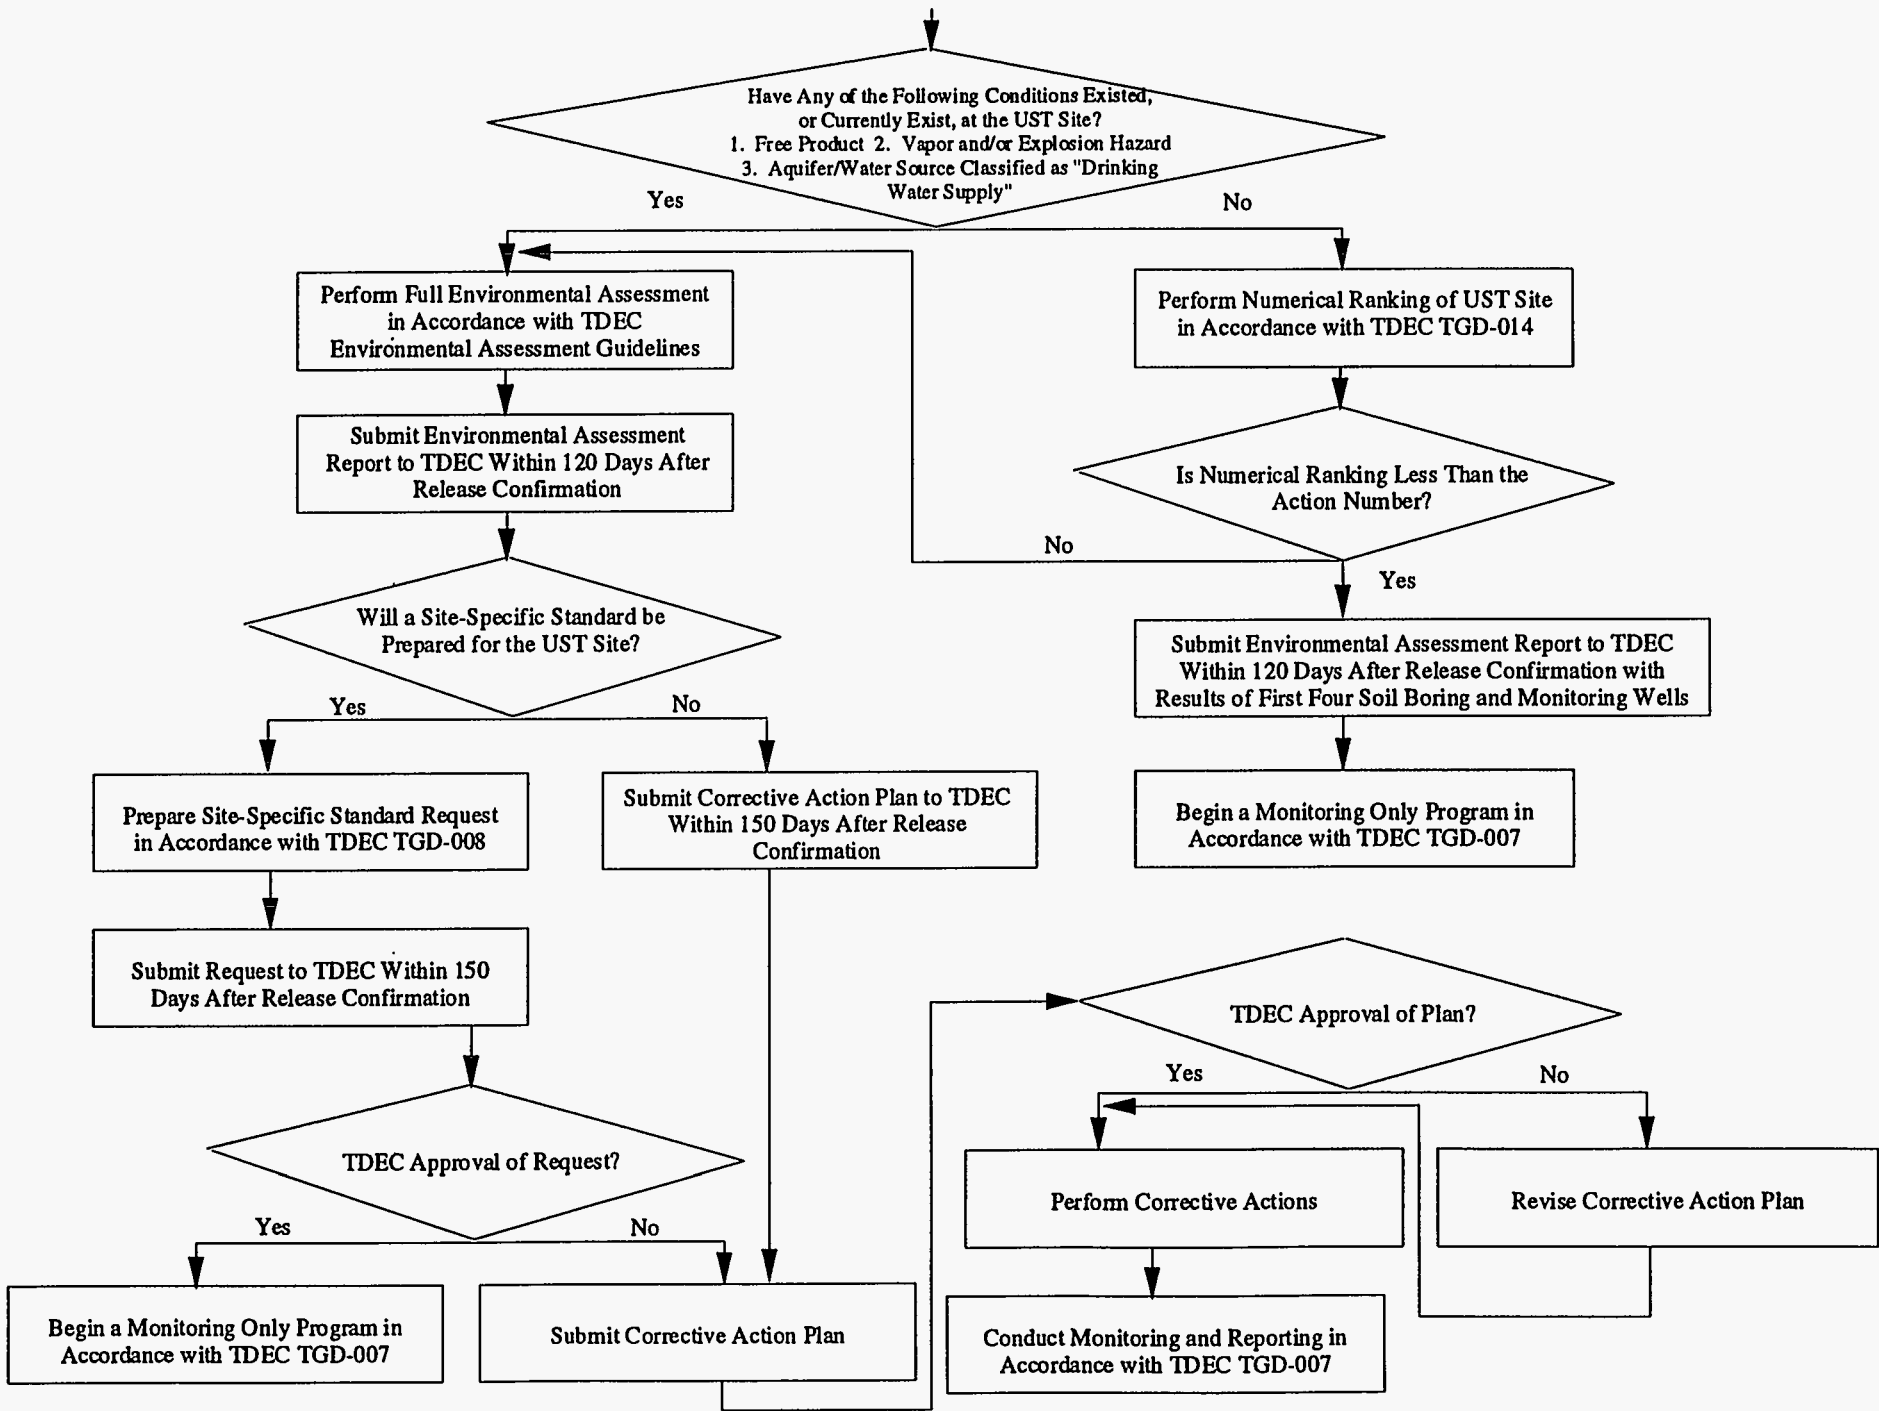 Have Any of the Following Conditions Existed,
or Currently Exist, at the UST Site?
1. Free Product 2. Vapor and/or Explosion Hazard
3. Aquifer/Water Source Classified as "Drinking
Water Supply"
Yes
No
Perform Full Environmental Assessment
in Accordance with TDEC
Environmental Assessment Guidelines
Perform Numerical Ranking of UST Site
in Accordance with TDEC TGD-014
Submit Environmental Assessment
Report to TDEC Within 120 Days After
Release Confirmation
Is Numerical Ranking Less Than the
Action Number?
No
Yes
Will a Site-Specific Standard be
Prepared for the UST Site?
Submit Environmental Assessment Report to TDEC
Within 120 Days After Release Confirmation with
Results of First Four Soil Boring and Monitoring Wells
Yes
No
Prepare Site-Specific Standard Request
in Accordance with TDEC TGD-008
Submit Corrective Action Plan to TDEC
Within 150 Days After Release
Confirmation
Begin a Monitoring Only Program in
Accordance with TDEC TGD-007
Submit Request to TDEC Within 150
Days After Release Confirmation
TDEC Approval of Plan?
Yes
No
TDEC Approval of Request?
Perform Corrective Actions
Revise Corrective Action Plan
Yes
No
Begin a Monitoring Only Program in
Accordance with TDEC TGD-007
Submit Corrective Action Plan
Conduct Monitoring and Reporting in
Accordance with TDEC TGD-007